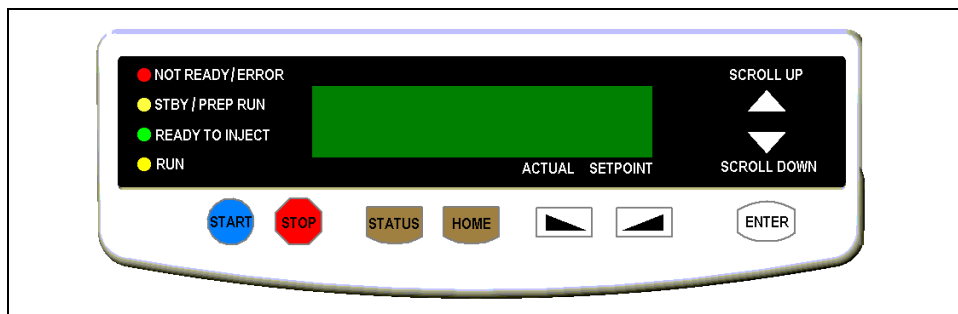 NOT READY/ERROR
STBY / PREP RUN
READY TO INJECT
RUN
ACTUAL SETPOINT
SCROLL UP
SCROLL DOWN
START
STOP
STATUS
HOME
ENTER